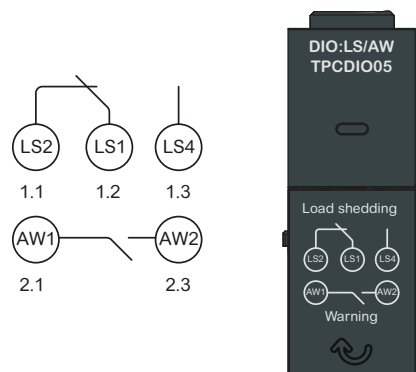 LS2 LS1 LS4
1.1 1.2 1.3
AW1 AW2
2.1 2.3
DIO:LS/AW
TPCDIO05
Load shedding
LS2 LS1 LS4
AW1 AW2
Warning